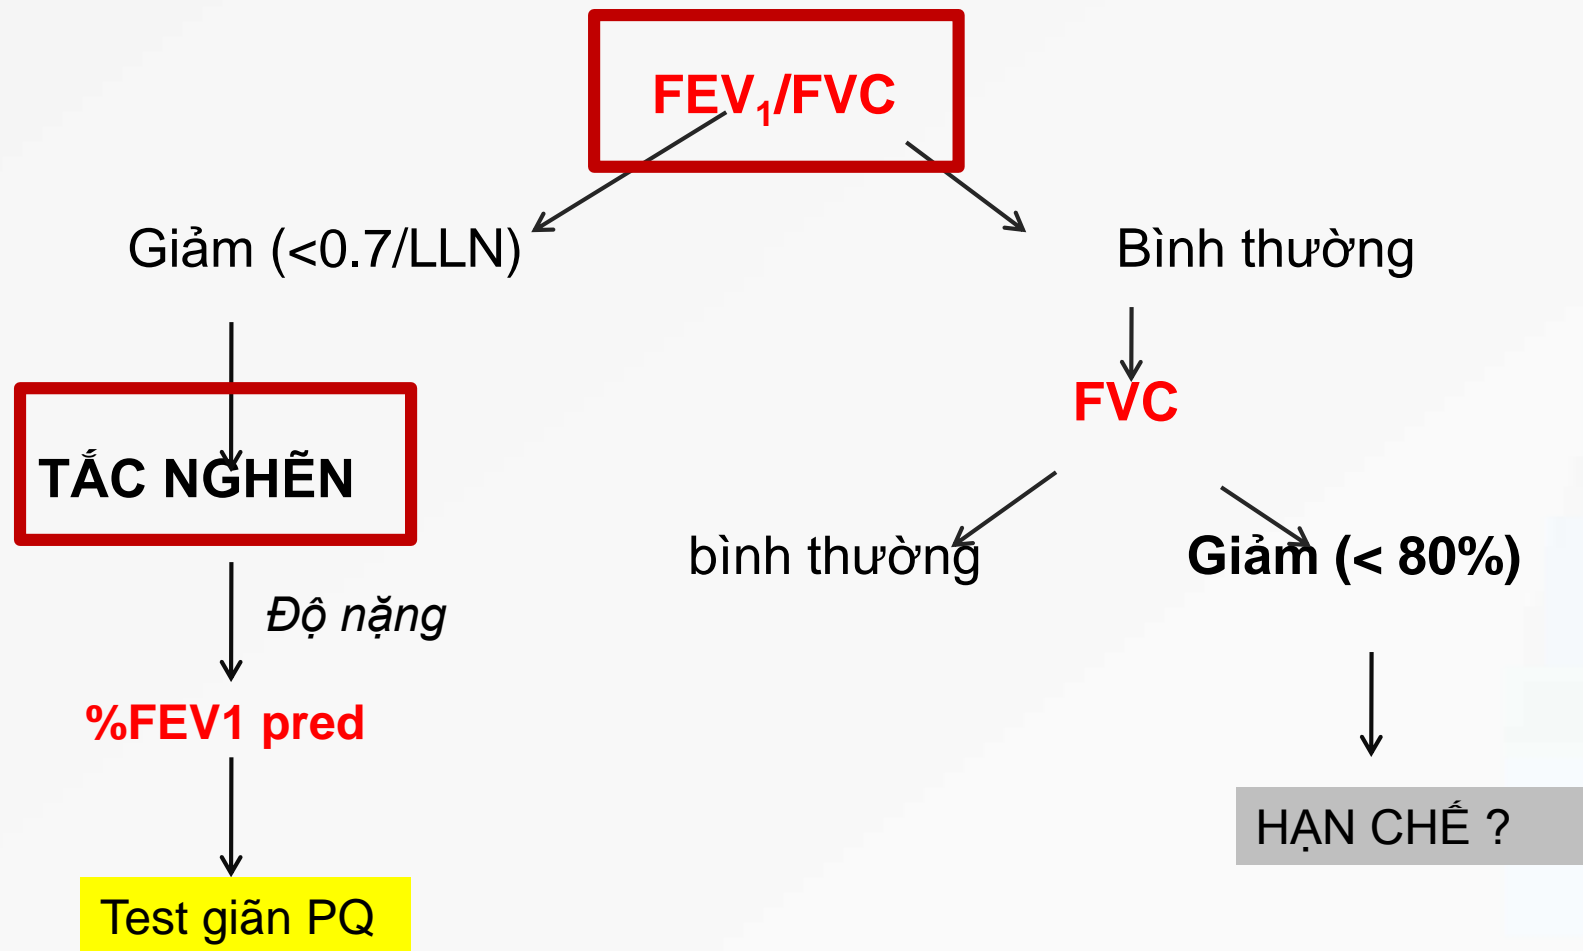 FEV₁/FVC
Giảm (<0.7/LLN)
Bình thường
FVC
TẮC NGHẼN
bình thường
Giảm (< 80%)
Độ nặng
%FEV1 pred
HẠN CHẾ ?
Test giãn PQ